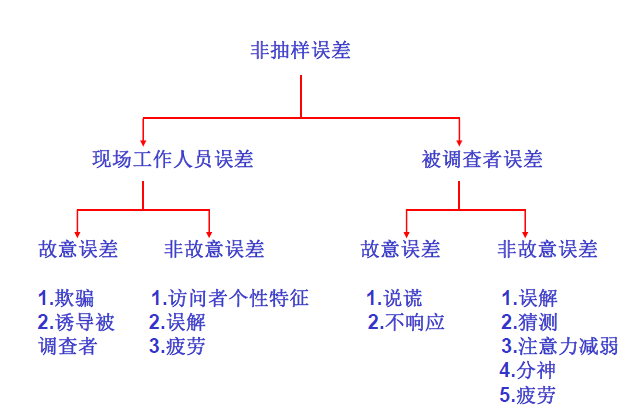 非抽样误差
现场工作人员误差
被调查者误差
故意误差
非故意误差
故意误差
非故意误差
1.欺骗
2.诱导被
调查者
1.访问者个性特征
2.误解
3.疲劳
1.说谎
2.不响应
1.误解
2.猜测
3.注意力减弱
4.分神
5.疲劳